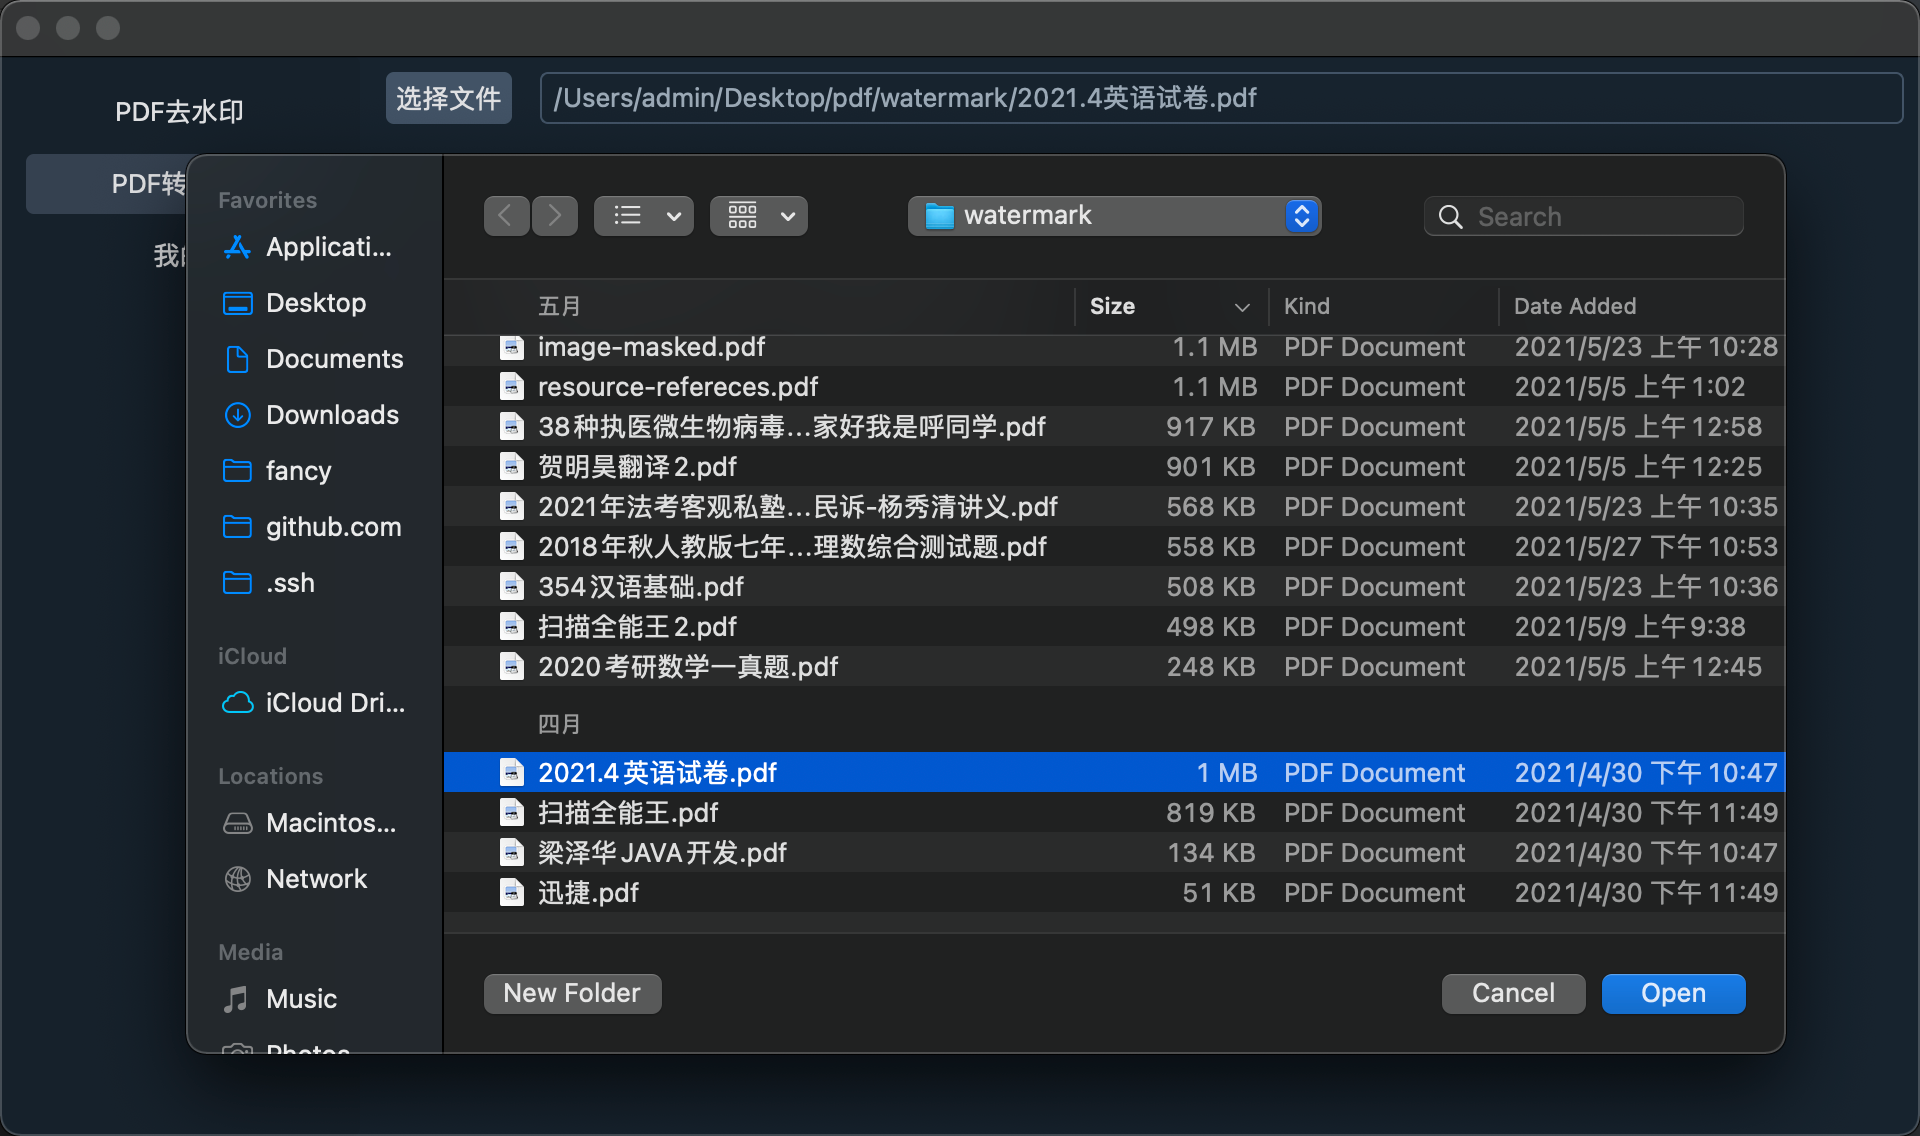 PDF去水印
选择文件
/Users/admin/Desktop/pdf/watermark/2021.4英语试卷.pdf
PDF转
我的
Favorites
Applicati...
Desktop
Documents
Downloads
fancy
github.com
.ssh
iCloud
iCloud Dri...
Locations
Macintos...
Network
Media
Music
Photos
watermark
Search
五月 Size Kind Date Added
image-masked.pdf 1.1 MB PDF Document 2021/5/23 上午 10:28
resource-refereces.pdf 1.1 MB PDF Document 2021/5/5 上午 1:02
38种执医微生物病毒...家好我是呼同学.pdf 917 KB PDF Document 2021/5/5 上午 12:58
贺明昊翻译2.pdf 901 KB PDF Document 2021/5/5 上午 12:25
2021年法考客观私塾...民诉-杨秀清讲义.pdf 568 KB PDF Document 2021/5/23 上午 10:35
2018年秋人教版七年...理数综合测试题.pdf 558 KB PDF Document 2021/5/27 下午 10:53
354汉语基础.pdf 508 KB PDF Document 2021/5/23 上午 10:36
扫描全能王2.pdf 498 KB PDF Document 2021/5/9 上午 9:38
2020考研数学一真题.pdf 248 KB PDF Document 2021/5/5 上午 12:45
四月
2021.4英语试卷.pdf 1 MB PDF Document 2021/4/30 下午 10:47
扫描全能王.pdf 819 KB PDF Document 2021/4/30 下午 11:49
梁泽华JAVA开发.pdf 134 KB PDF Document 2021/4/30 下午 10:47
迅捷.pdf 51 KB PDF Document 2021/4/30 下午 11:49
New Folder
Cancel
Open